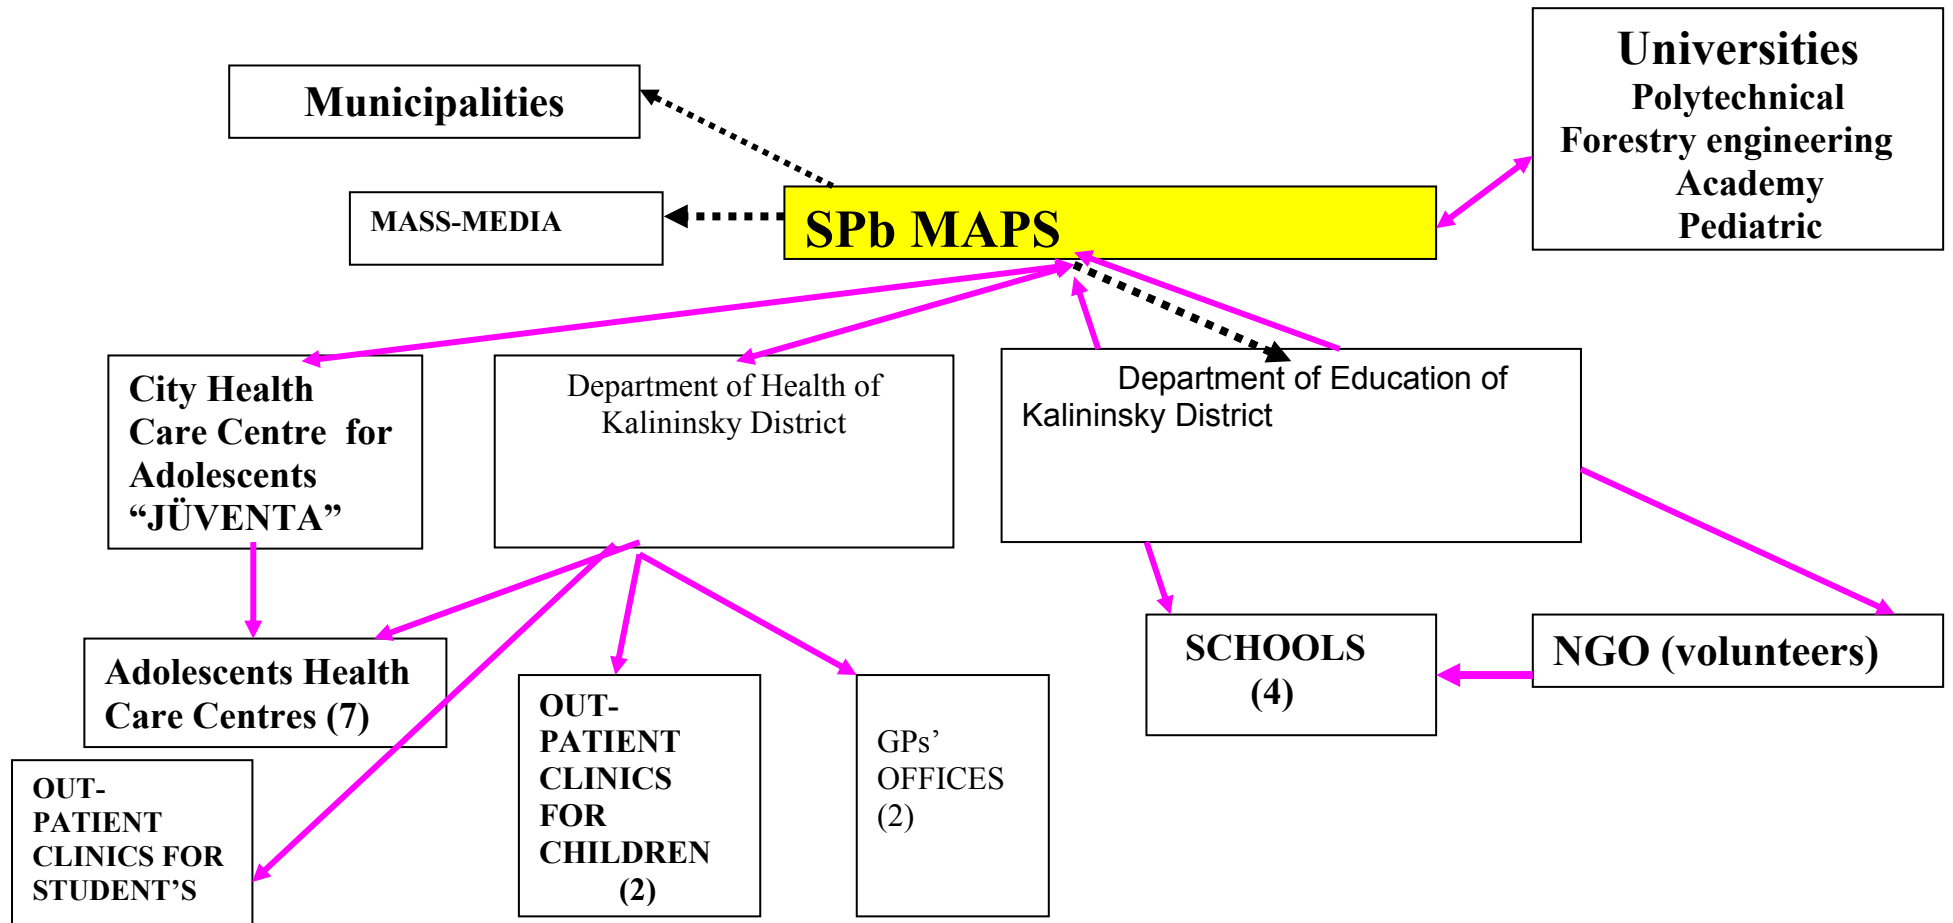 Universities
Polytechnical
Forestry engineering
Academy
Pediatric
Municipalities
MASS-MEDIA
SPb MAPS
City Health
Care Centre for
Adolescents
“JÜVENTA”
Department of Health of
Kalininsky District
Department of Education of
Kalininsky District
Adolescents Health
Care Centres (7)
SCHOOLS
(4)
NGO (volunteers)
OUT-
PATIENT
CLINICS FOR
STUDENT’S
OUT-
PATIENT
CLINICS
FOR
CHILDREN
(2)
GPs’
OFFICES
(2)